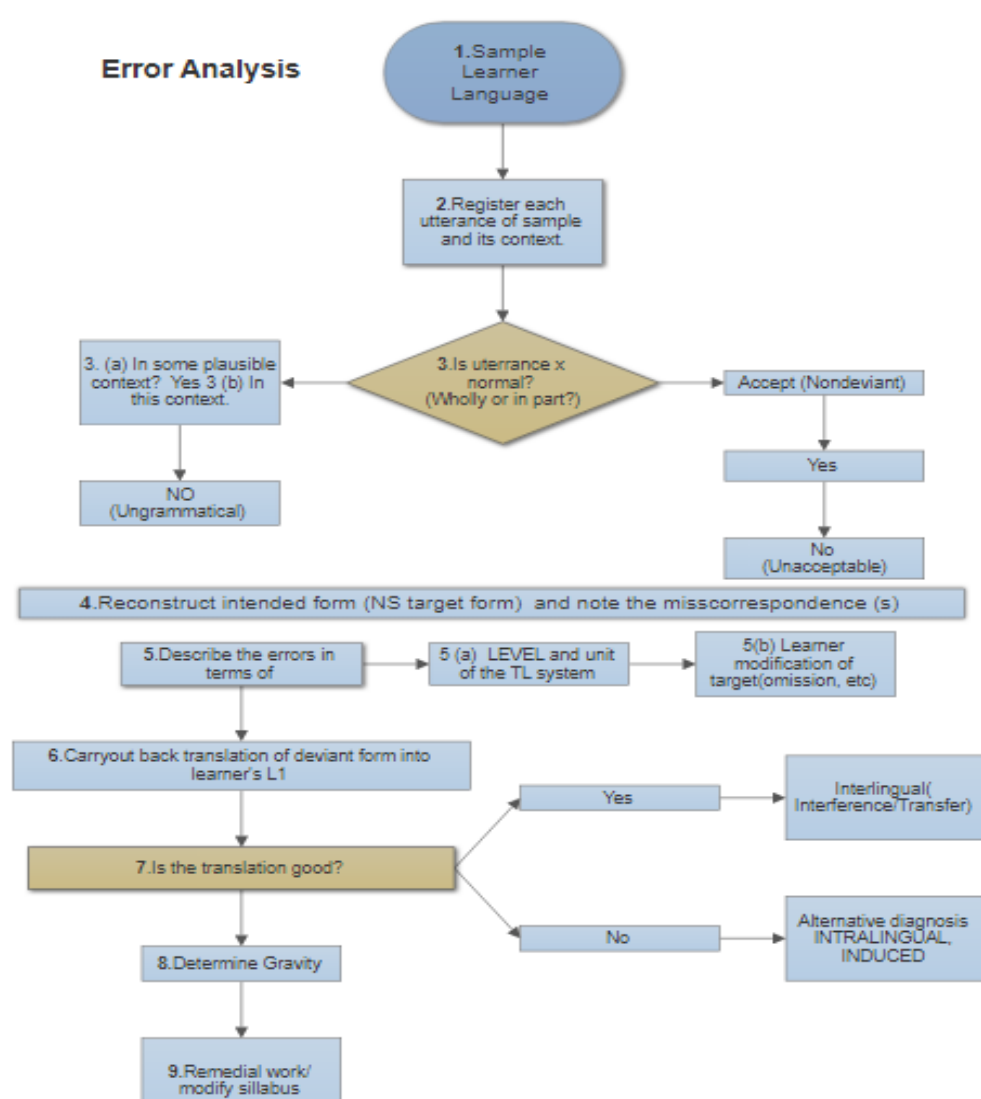 Error Analysis
1.Sample
Learner
Language
2.Register each
utterance of sample
and its context.
3. (a) In some plausible
context? Yes 3 (b) In
this context.
3.Is uterrance x
normal?
(Wholly or in part?)
Accept (Nondeviant)
NO
(Ungrammatical)
Yes
No
(Unacceptable)
4.Reconstruct intended form (NS target form) and note the misscorrespondence (s)
5.Describe the errors in
terms of
5 (a) LEVEL and unit
of the TL system
5(b) Learner
modification of
target(omission, etc)
6.Carryout back translation of deviant form into
learner's L1
Yes
Interlingual(
Interference/Transfer)
7.Is the translation good?
No
Alternative diagnosis
INTRALINGUAL,
INDUCED
8.Determine Gravity
9.Remedial work/
modify sillabus